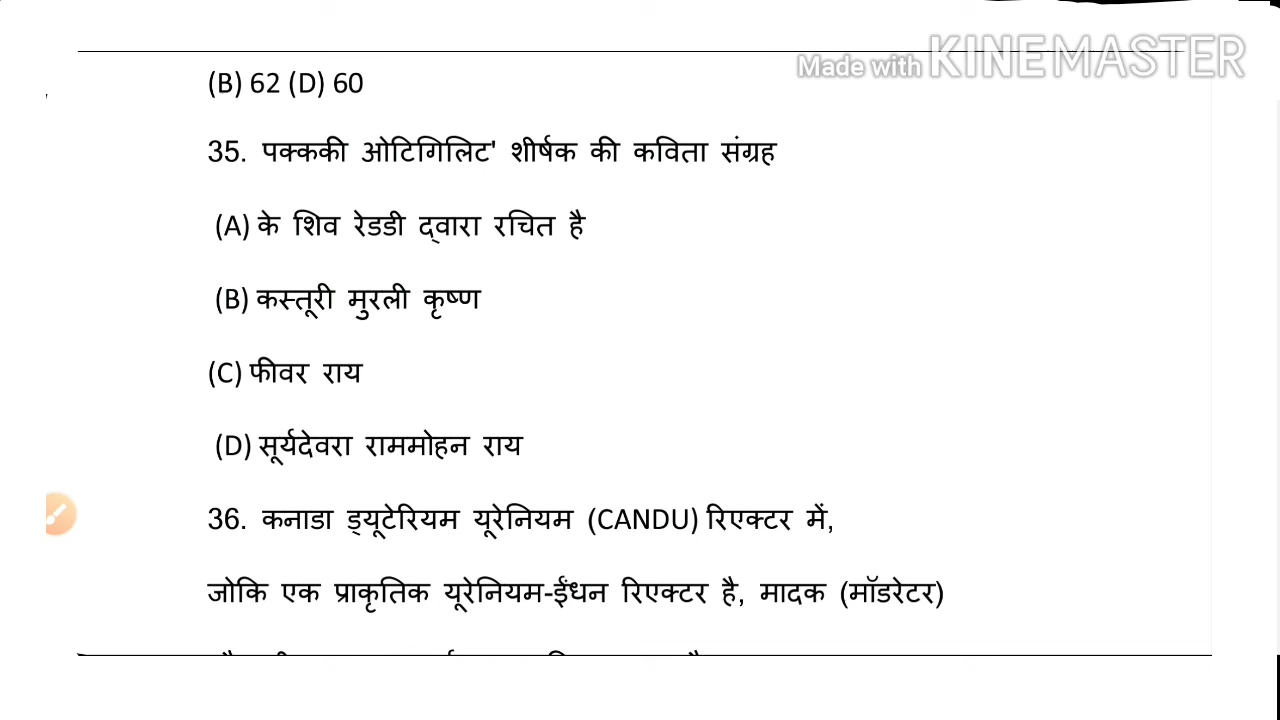 Made with KINEMASTER
(B) 62 (D) 60
35. पक्ककी ओटिगिलिट' शीर्षक की कविता संग्रह
(A) के शिव रेडडी द्वारा रचित है
(B) कस्तूरी मुरली कृष्ण
(C) फीवर राय
(D) सूर्यदेवरा राममोहन राय
36. कनाडा ड्यूटेरियम यूरेनियम (CANDU) रिएक्टर में,
जोकि एक प्राकृतिक यूरेनियम-ईंधन रिएक्टर है, मादक (मॉडरेटर)